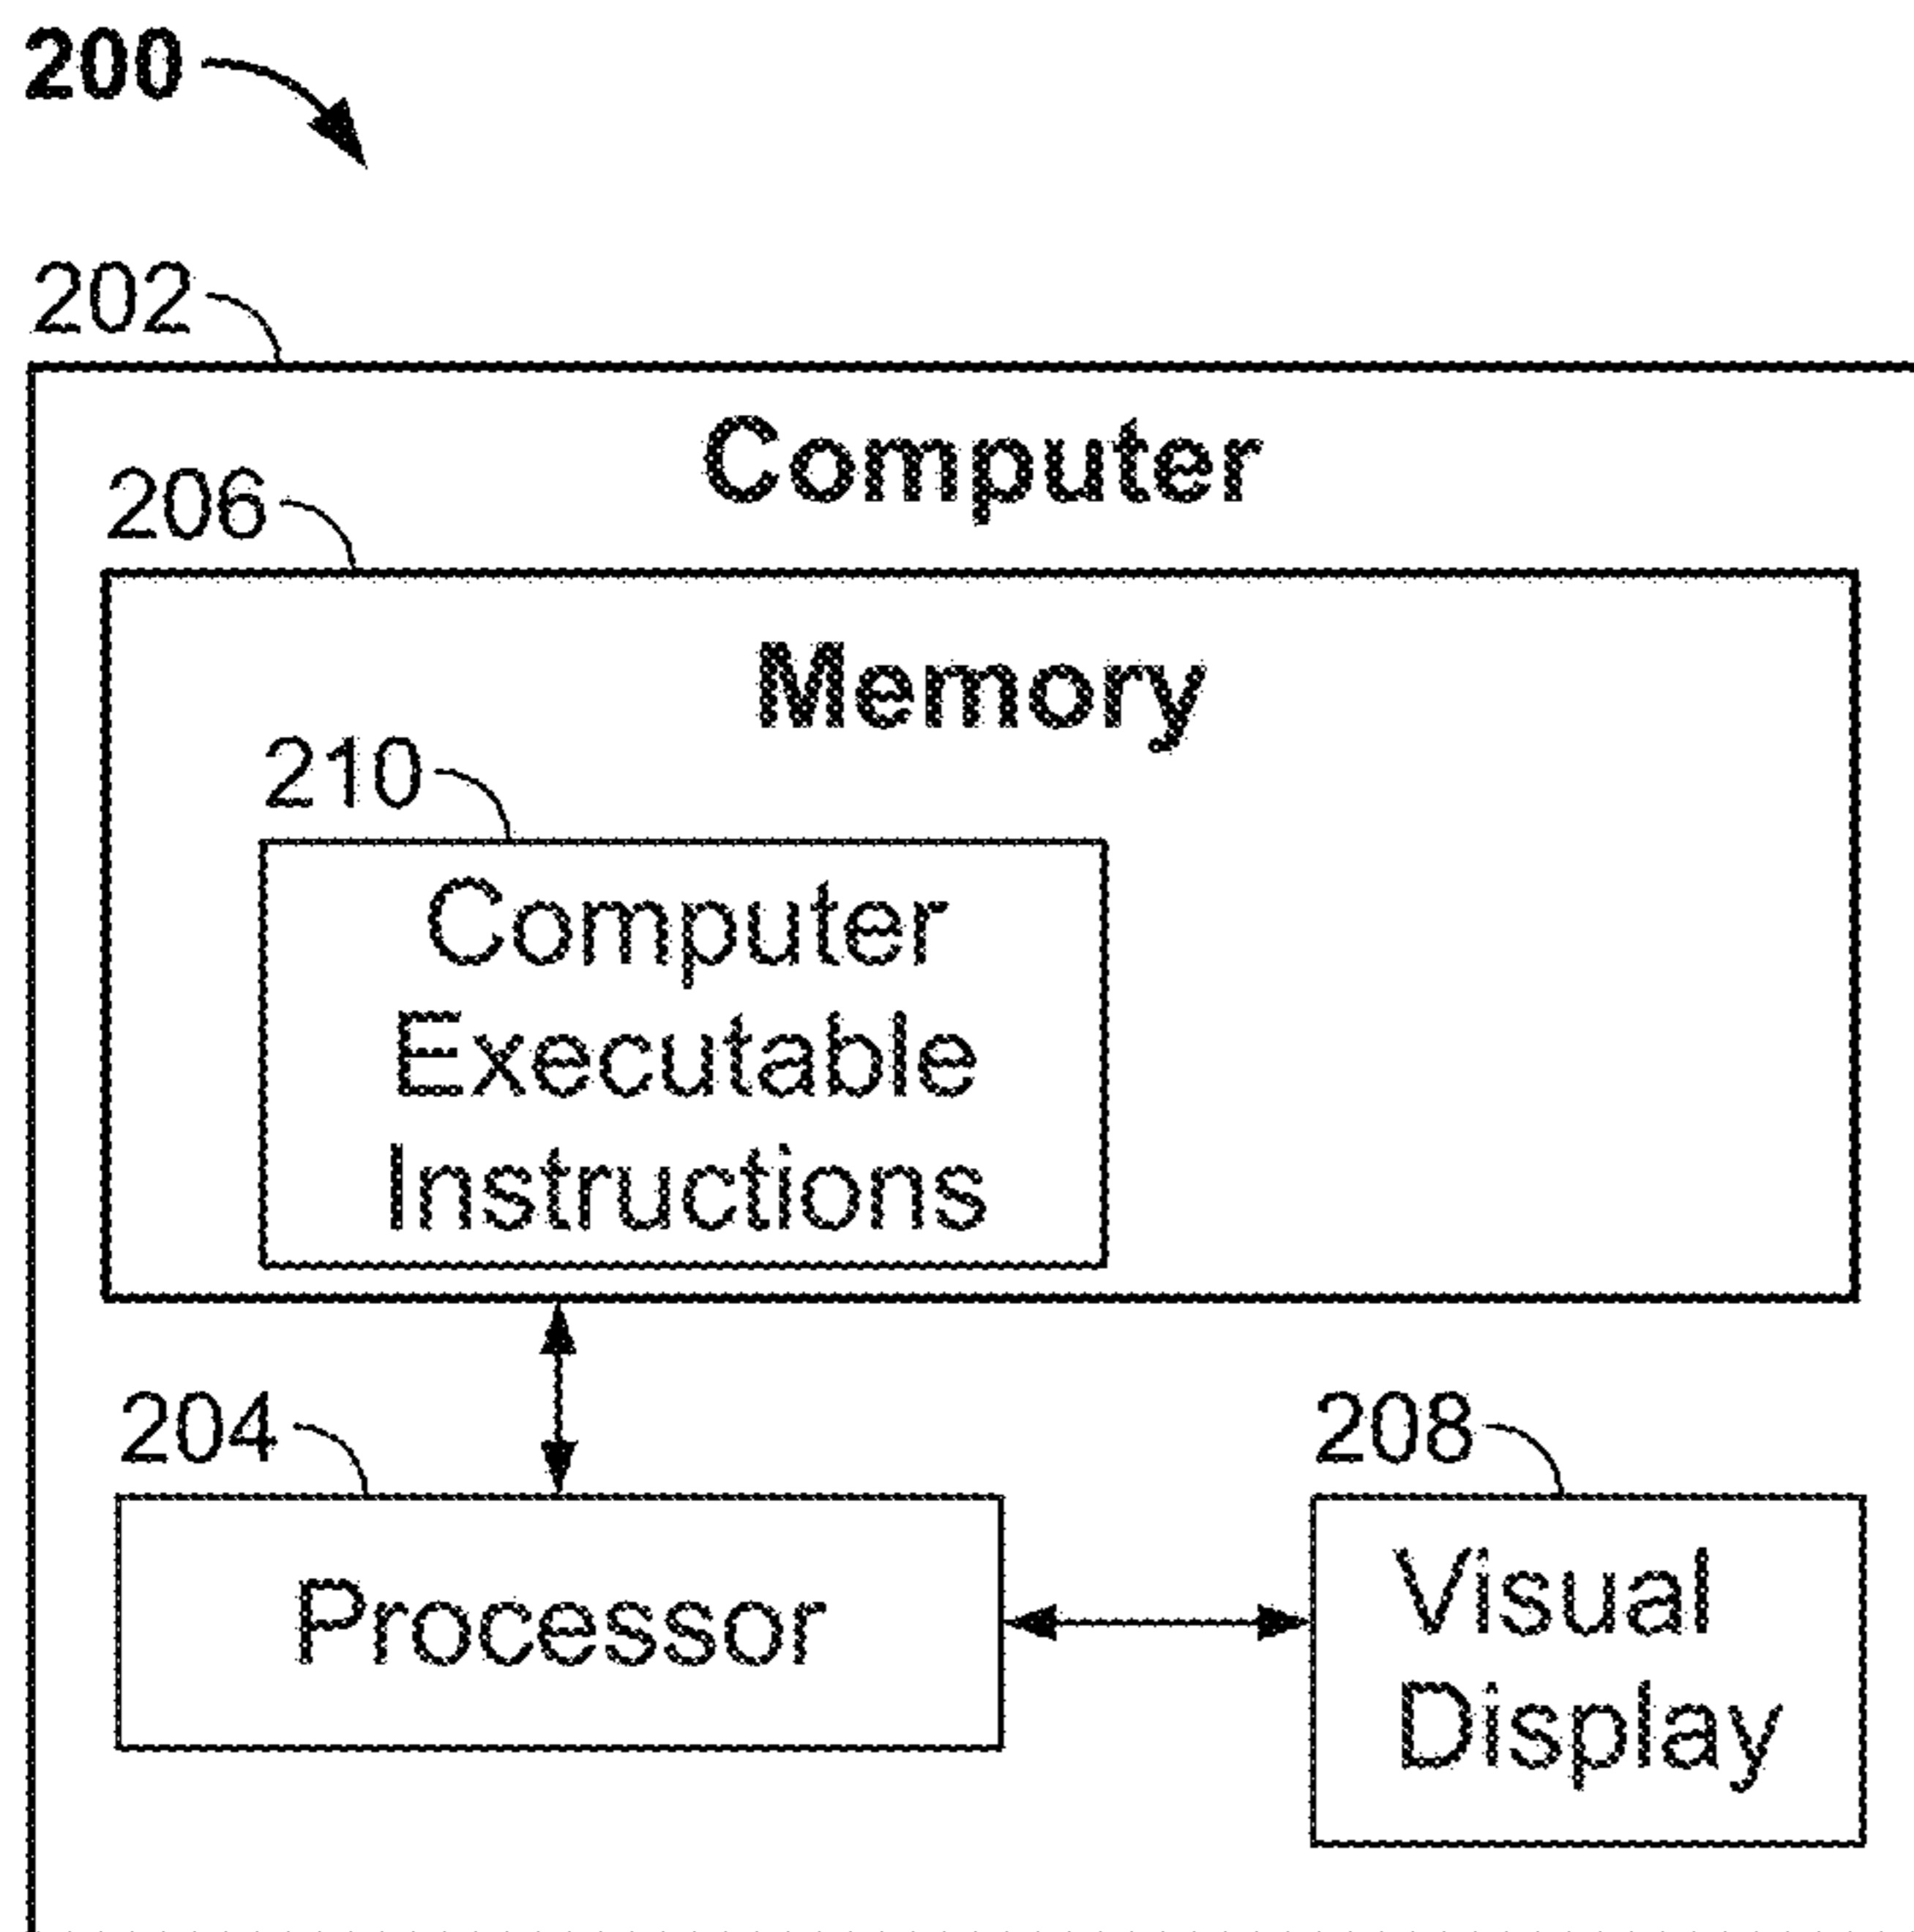 200
202
Computer
206
Memory
210
Computer
Executable
Instructions
204
208
Processor
Visual
Display